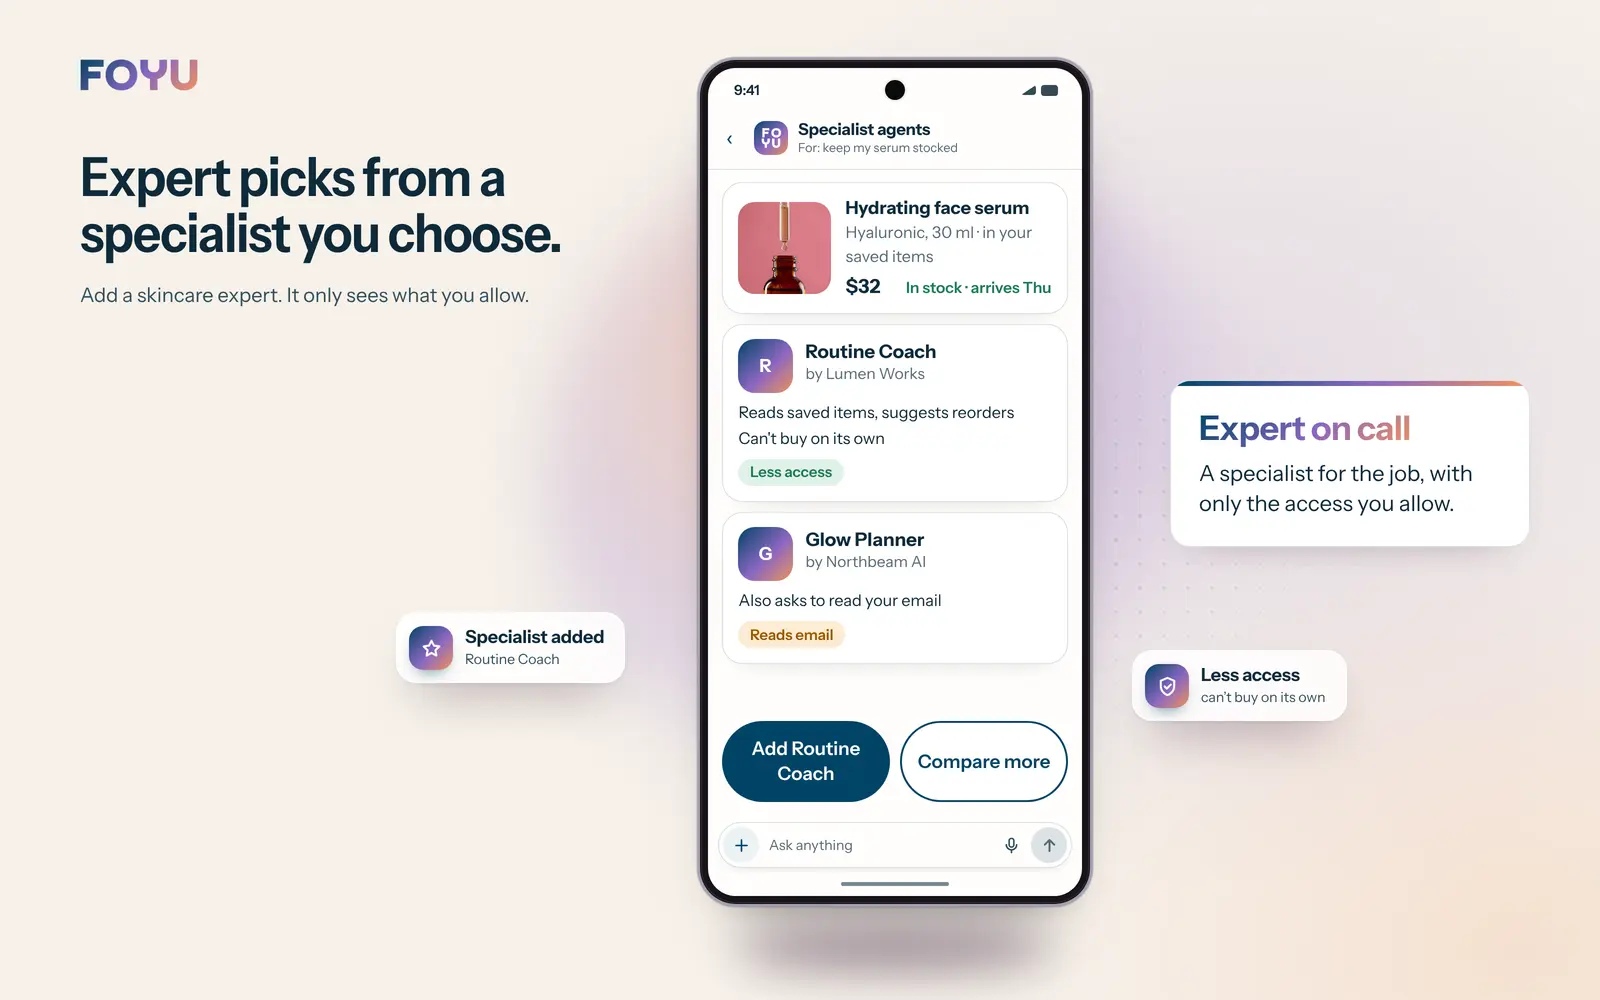 FOYU
Expert picks from a
specialist you choose.
Add a skincare expert. It only sees what you allow.
9:41
FO
YU
Specialist agents
For: keep my serum stocked
Hydrating face serum
Hyaluronic, 30 ml · in your
saved items
$32 In stock · arrives Thu
R
Routine Coach
by Lumen Works
Reads saved items, suggests reorders
Can't buy on its own
Less access
G
Glow Planner
by Northbeam AI
Also asks to read your email
Reads email
Add Routine
Coach
Compare more
Ask anything
Specialist added
Routine Coach
Expert on call
A specialist for the job, with
only the access you allow.
Less access
can't buy on its own